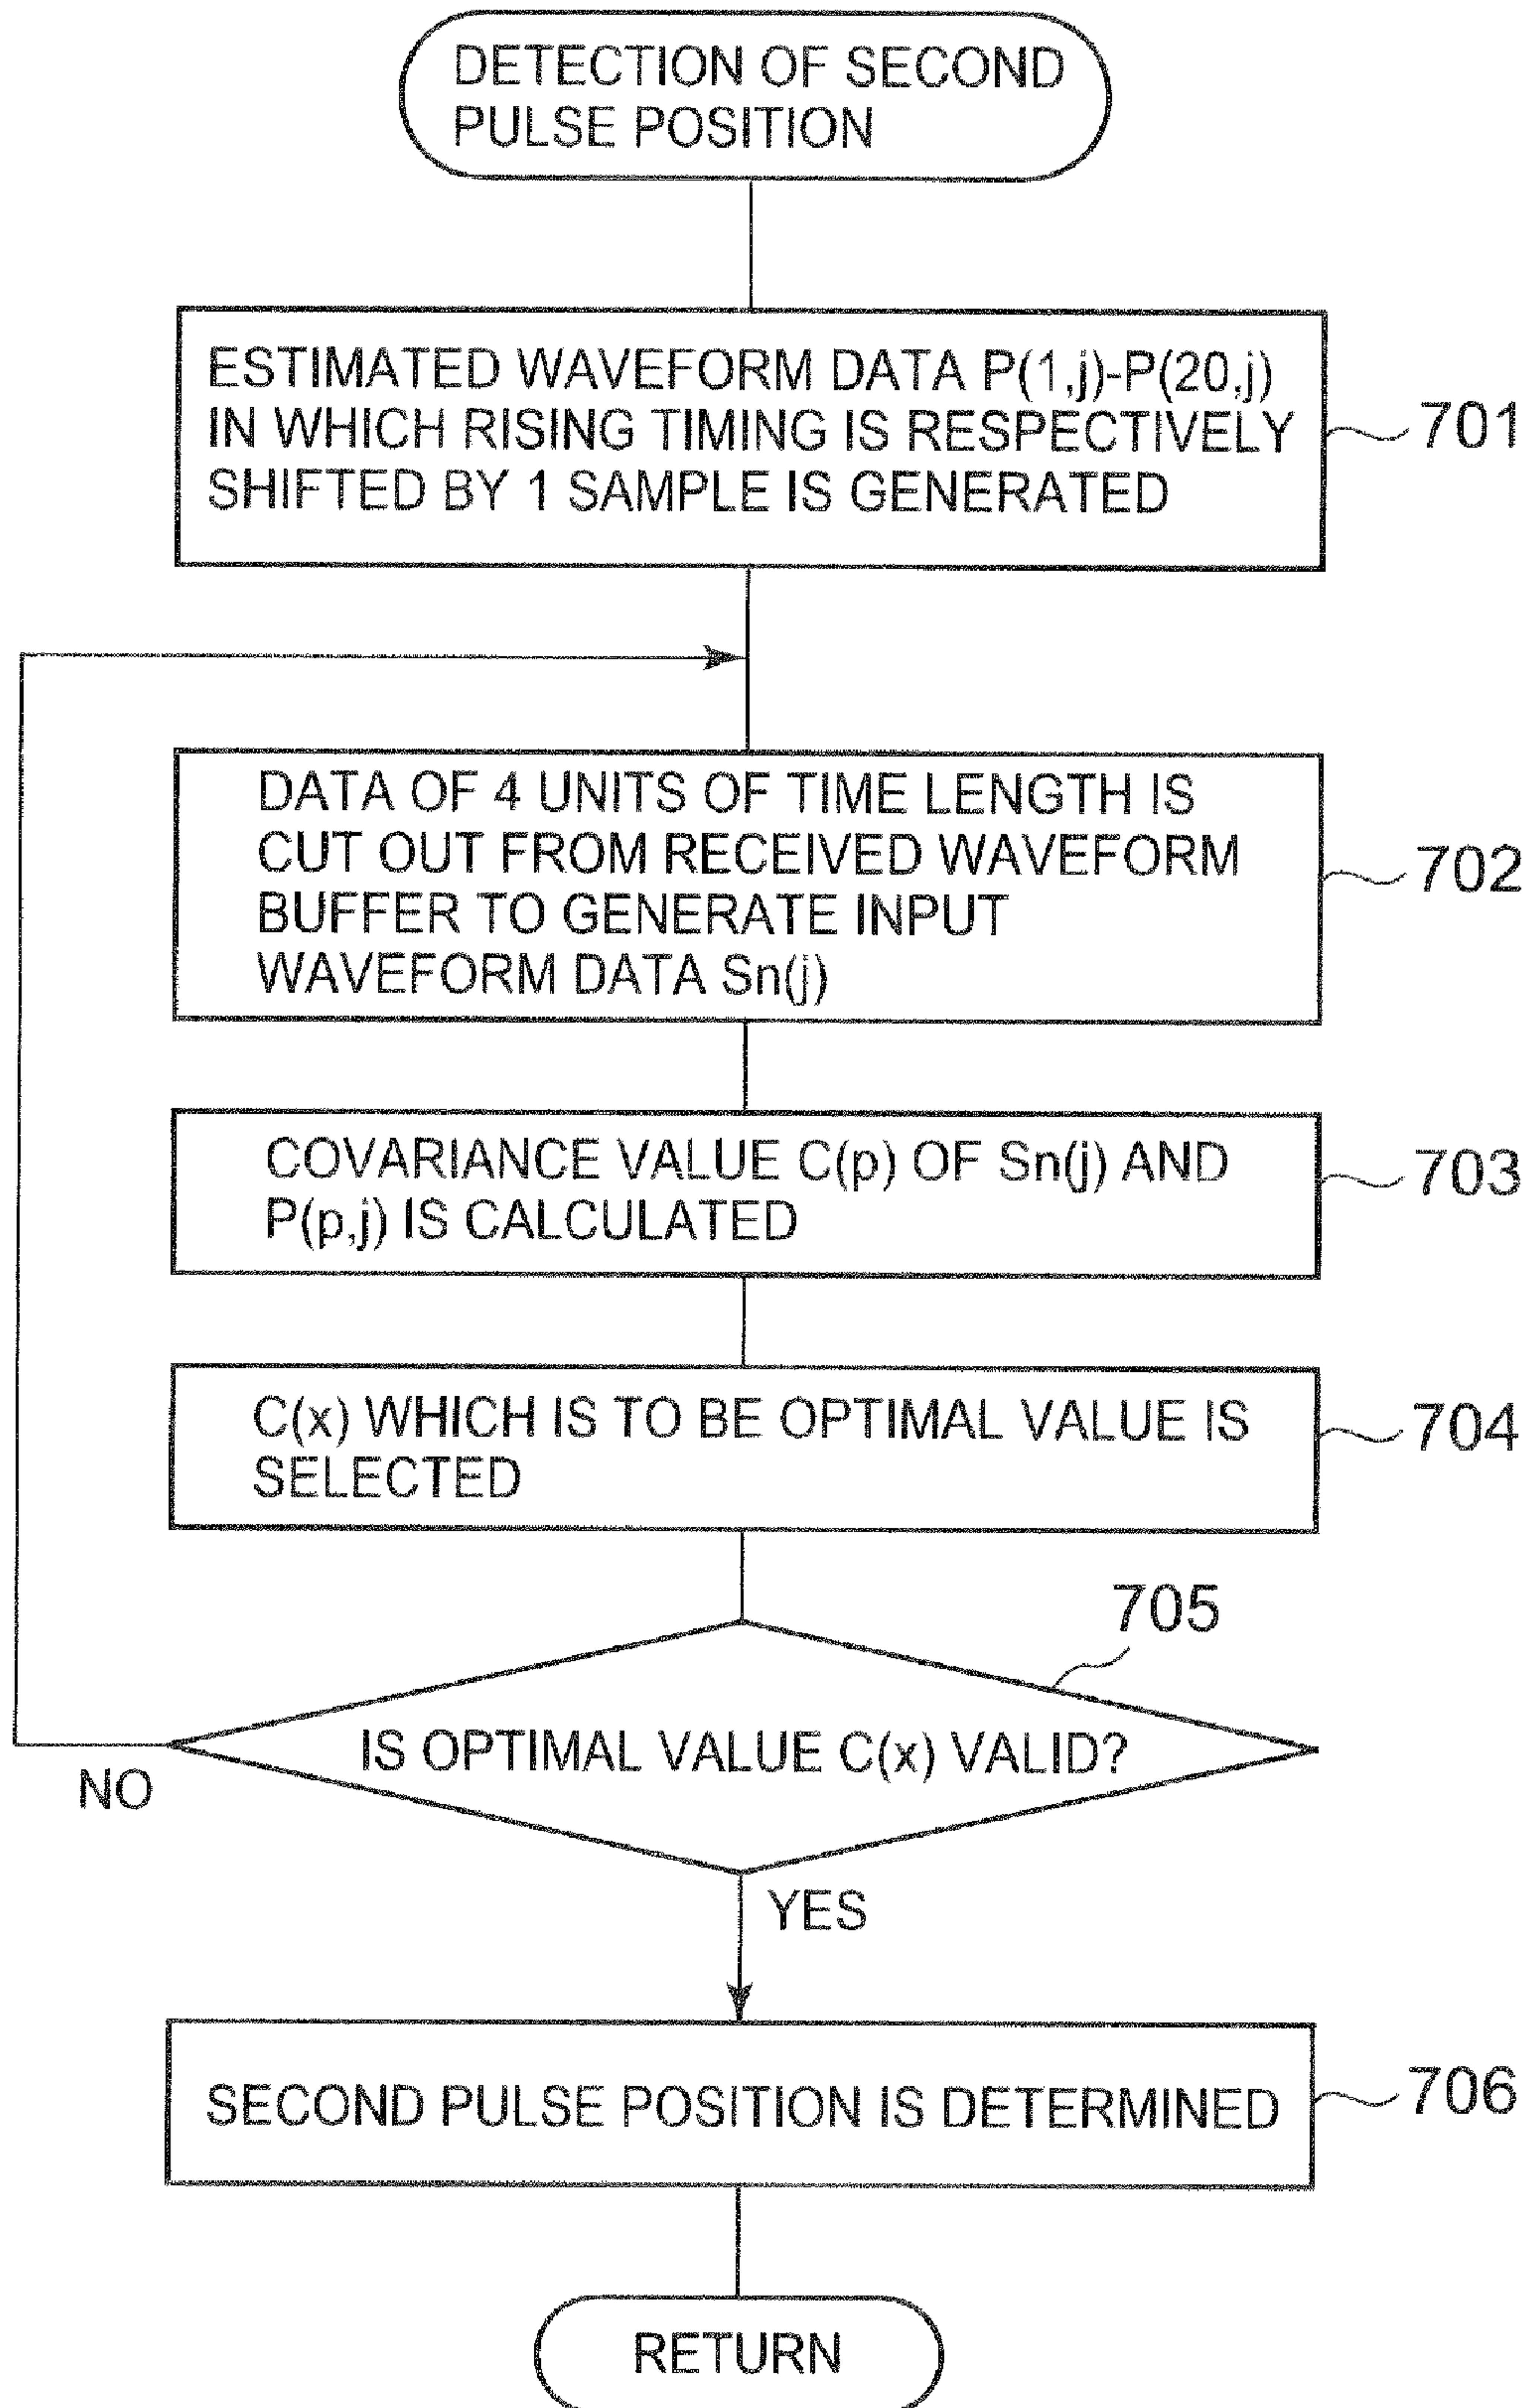 DETECTION OF SECOND
PULSE POSITION
ESTIMATED WAVEFORM DATA P(1,j)-P(20,j)
IN WHICH RISING TIMING IS RESPECTIVELY
SHIFTED BY 1 SAMPLE IS GENERATED
701
DATA OF 4 UNITS OF TIME LENGTH IS
CUT OUT FROM RECEIVED WAVEFORM
BUFFER TO GENERATE INPUT
WAVEFORM DATA Sn(j)
702
COVARIANCE VALUE C(p) OF Sn(j) AND
P(p,j) IS CALCULATED
703
C(x) WHICH IS TO BE OPTIMAL VALUE IS
SELECTED
704
705
IS OPTIMAL VALUE C(x) VALID?
NO
YES
SECOND PULSE POSITION IS DETERMINED
706
RETURN